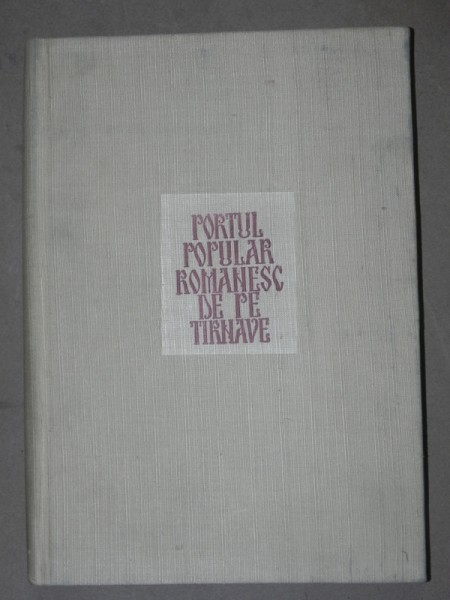 PORTUL
POPULAR
ROMANESC
DE PE
TIRNAVE